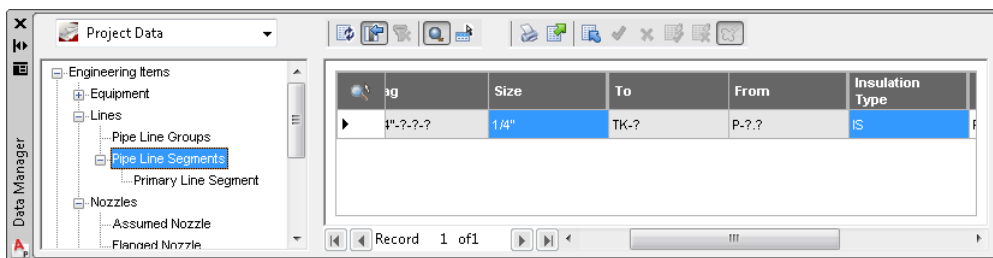 Project Data
Engineering Items
Equipment
Lines
Pipe Line Groups
Pipe Line Segments
Primary Line Segment
Nozzles
Assumed Nozzle
Flanged Nozzle
Data Manager
ag Size To From Insulation Type
4"-?-?-? 1/4" TK-? P-?.? IS
Record 1 of1